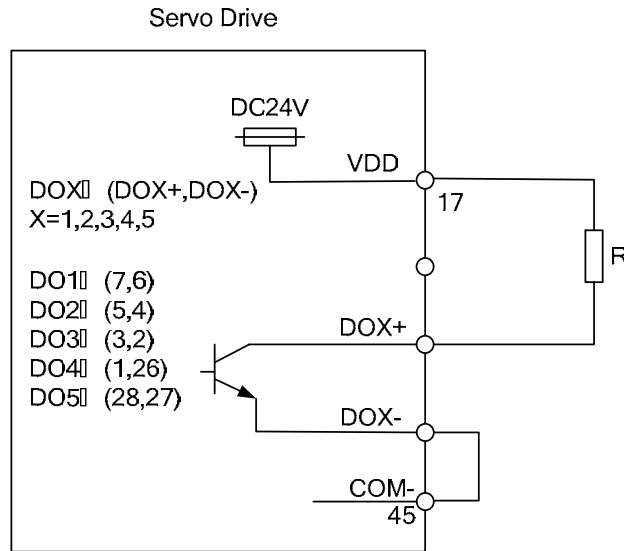 Servo Drive
DC24V
VDD
17
DOX▯ (DOX+,DOX-)
X=1,2,3,4,5
R
DO1▯ (7,6)
DO2▯ (5,4)
DO3▯ (3,2)
DO4▯ (1,26)
DO5▯ (28,27)
DOX+
DOX-
COM-
45